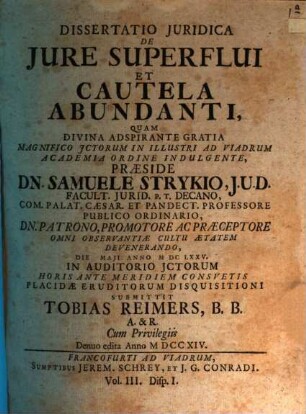 DISSERTATIO JURIDICA
DE
JURE SUPERFLUI
ET
CAUTELA
ABUNDANTI,
QUAM
DIVINA ADSPIRANTE GRATIA
MAGNIFICO JCTORUM IN ILLUSTRI AD VIADRUM
ACADEMIA ORDINE INDULGENTE,
PRÆSIDE
DN. SAMUELE STRYKIO, J.U.D.
FACULT. JURID. P. T. DECANO,
COM. PALAT. CÆSAR. ET PANDECT. PROFESSORE
PUBLICO ORDINARIO,
DN. PATRONO, PROMOTORE AC PRÆCEPTORE
OMNI OBSERVANTIÆ CULTU ÆTATEM
DEVENERANDO,
DIE MAJI ANNO M DC LXXV.
IN AUDITORIO JCTORUM
HORIS ANTE MERIDIEM CONSVETIS
PLACIDÆ ERUDITORUM DISQUISITIONI
SUBMITTIT
TOBIAS REIMERS, B. B.
A. & R.
Cum Privilegiis
Denuo edita Anno M DCCXIV.
FRANCOFURTI AD VIADRUM,
SUMPTIBUS JEREM. SCHREY, ET J. G. CONRADI.
Vol. III. Disp. I.